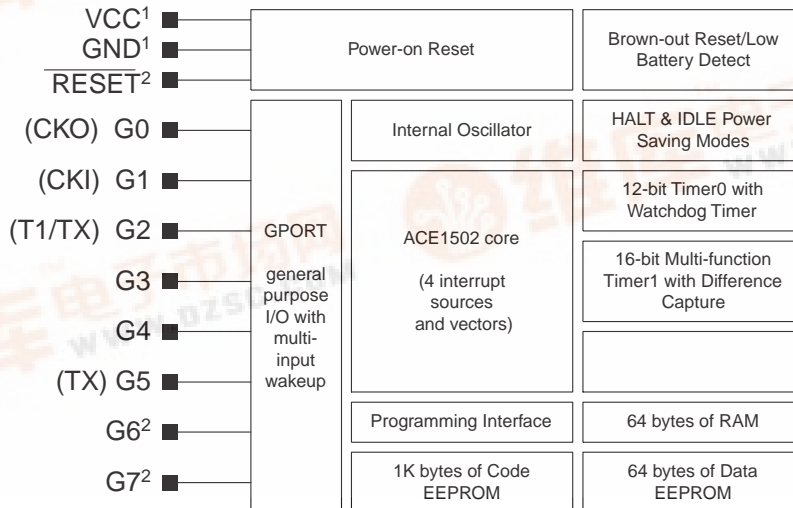 VCC¹
GND¹
RESET²
(CKO) G0
(CKI) G1
(T1/TX) G2
G3
G4
(TX) G5
G6²
G7²
Power-on Reset
Brown-out Reset/Low
Battery Detect
GPORT
general
purpose
I/O with
multi-
input
wakeup
Internal Oscillator
HALT & IDLE Power
Saving Modes
ACE1502 core
(4 interrupt
sources
and vectors)
12-bit Timer0 with
Watchdog Timer
16-bit Multi-function
Timer1 with Difference
Capture
Programming Interface
64 bytes of RAM
1K bytes of Code
EEPROM
64 bytes of Data
EEPROM